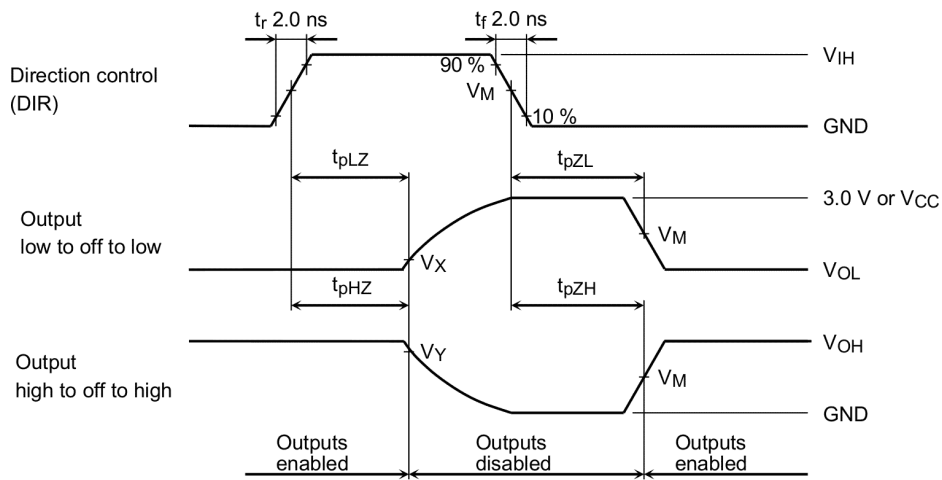 tr 2.0 ns
tf 2.0 ns
Direction control
(DIR)
90 %
VM
10 %
VIH
GND
tpLZ
tpZL
Output
low to off to low
3.0 V or VCC
VM
VX
VOL
tpHZ
tpZH
Output
high to off to high
VOH
VY
VM
GND
Outputs
enabled
Outputs
disabled
Outputs
enabled